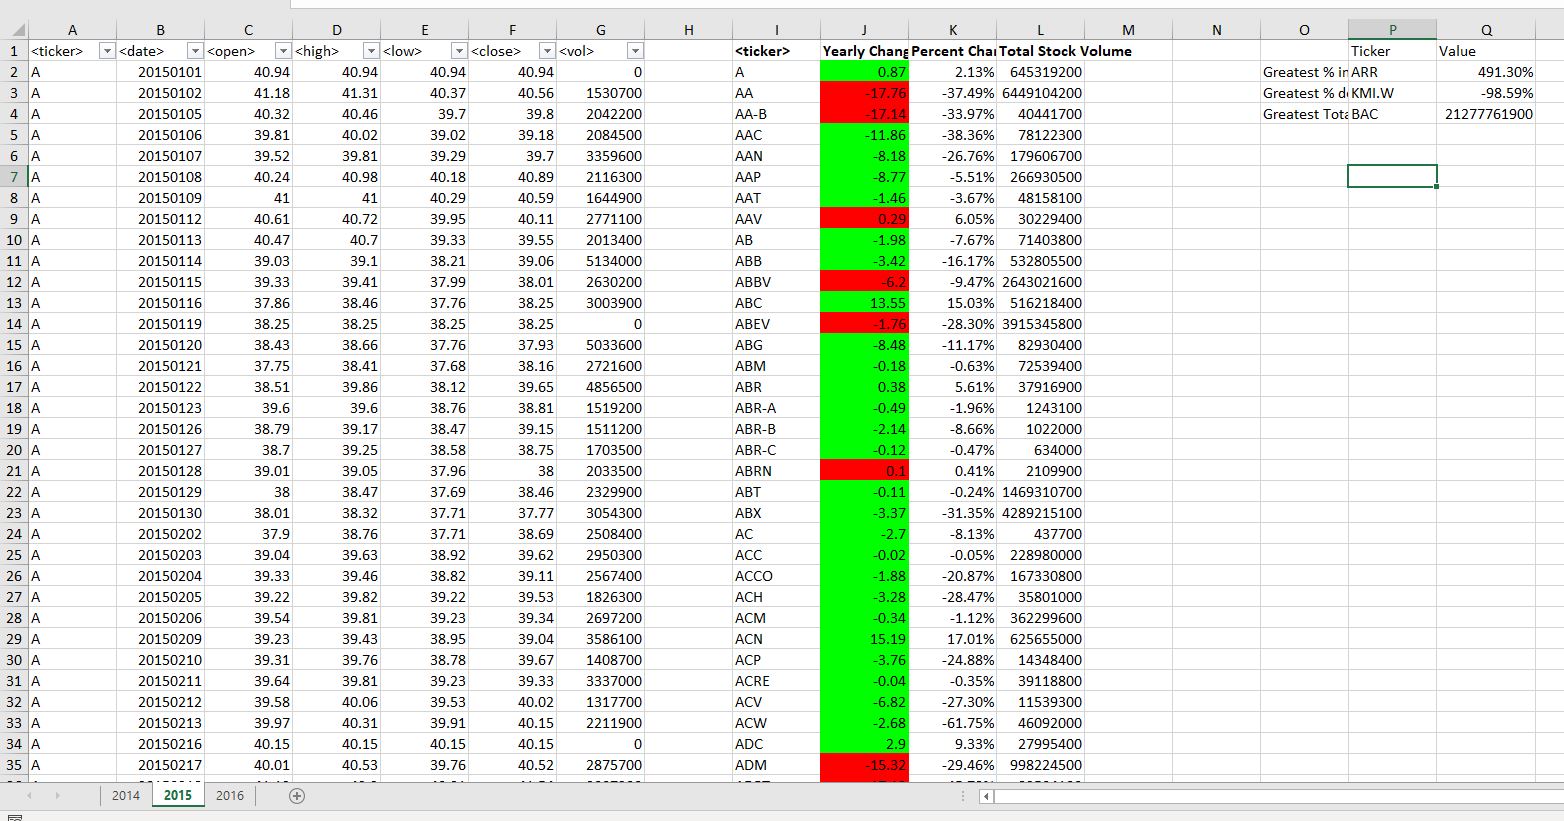 A B C D E F G H I J K L M N O P Q
1 <ticker> <date> <open> <high> <low> <close> <vol> <ticker> Yearly Chang Percent Cha Total Stock Volume Ticker Value
2 A 20150101 40.94 40.94 40.94 40.94 0 A 0.87 2.13% 645319200 Greatest % in ARR 491.30%
3 A 20150102 41.18 41.31 40.37 40.56 1530700 AA -17.76 -37.49% 6449104200 Greatest % d KMI.W -98.59%
4 A 20150105 40.32 40.46 39.7 39.8 2042200 AA-B -17.14 -33.97% 40441700 Greatest Tota BAC 21277761900
5 A 20150106 39.81 40.02 39.02 39.18 2084500 AAC -11.86 -38.36% 78122300
6 A 20150107 39.52 39.81 39.29 39.7 3359600 AAN -8.18 -26.76% 179606700
7 A 20150108 40.24 40.98 40.18 40.89 2116300 AAP -8.77 -5.51% 266930500
8 A 20150109 41 41 40.29 40.59 1644900 AAT -1.46 -3.67% 48158100
9 A 20150112 40.61 40.72 39.95 40.11 2771100 AAV 0.29 6.05% 30229400
10 A 20150113 40.47 40.7 39.33 39.55 2013400 AB -1.98 -7.67% 71403800
11 A 20150114 39.03 39.1 38.21 39.06 5134000 ABB -3.42 -16.17% 532805500
12 A 20150115 39.33 39.41 37.99 38.01 2630200 ABBV -6.2 -9.47% 2643021600
13 A 20150116 37.86 38.46 37.76 38.25 3003900 ABC 13.55 15.03% 516218400
14 A 20150119 38.25 38.25 38.25 38.25 0 ABEV -1.76 -28.30% 3915345800
15 A 20150120 38.43 38.66 37.76 37.93 5033600 ABG -8.48 -11.17% 82930400
16 A 20150121 37.75 38.41 37.68 38.16 2721600 ABM -0.18 -0.63% 72539400
17 A 20150122 38.51 39.86 38.12 39.65 4856500 ABR 0.38 5.61% 37916900
18 A 20150123 39.6 39.6 38.76 38.81 1519200 ABR-A -0.49 -1.96% 1243100
19 A 20150126 38.79 39.17 38.47 39.15 1511200 ABR-B -2.14 -8.66% 1022000
20 A 20150127 38.7 39.25 38.58 38.75 1703500 ABR-C -0.12 -0.47% 634000
21 A 20150128 39.01 39.05 37.96 38 2033500 ABRN 0.1 0.41% 2109900
22 A 20150129 38 38.47 37.69 38.46 2329900 ABT -0.11 -0.24% 1469310700
23 A 20150130 38.01 38.32 37.71 37.77 3054300 ABX -3.37 -31.35% 4289215100
24 A 20150202 37.9 38.76 37.71 38.69 2508400 AC -2.7 -8.13% 437700
25 A 20150203 39.04 39.63 38.92 39.62 2950300 ACC -0.02 -0.05% 228980000
26 A 20150204 39.33 39.46 38.82 39.11 2567400 ACCO -1.88 -20.87% 167330800
27 A 20150205 39.22 39.82 39.22 39.53 1826300 ACH -3.28 -28.47% 35801000
28 A 20150206 39.54 39.81 39.23 39.34 2697200 ACM -0.34 -1.12% 362299600
29 A 20150209 39.23 39.43 38.95 39.04 3586100 ACN 15.19 17.01% 625655000
30 A 20150210 39.31 39.76 38.78 39.67 1408700 ACP -3.76 -24.88% 14348400
31 A 20150211 39.64 39.81 39.23 39.33 3337000 ACRE -0.04 -0.35% 39118800
32 A 20150212 39.58 40.06 39.53 40.02 1317700 ACV -6.82 -27.30% 11539300
33 A 20150213 39.97 40.31 39.91 40.15 2211900 ACW -2.68 -61.75% 46092000
34 A 20150216 40.15 40.15 40.15 40.15 0 ADC 2.9 9.33% 27995400
35 A 20150217 40.01 40.53 39.76 40.52 2875700 ADM -15.32 -29.46% 998224500
2014 2015 2016